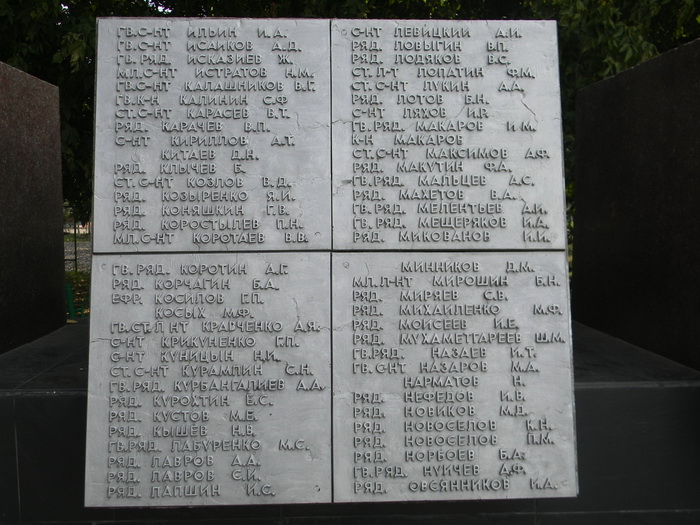 ГВ.С-НТ ИЛЬИН И.А.
ГВ.С-НТ ИСАИКОВ А.Д.
ГВ.РЯД. ИСКАЗИЕВ Ж.
МЛ.С-НТ ИСТРАТОВ Н.М.
ГВ.С-НТ КАЛАШНИКОВ В.Г.
ГВ.К-Н КАЛИНИН С.Ф
СТ.С-НТ КАРАСЕВ В.Т.
РЯД. КАРАЧЕВ В.П.
С-НТ КИРИЛЛОВ А.Т.
КИТАЕВ Д.Н.
РЯД. КЛЫЧЕВ Б.
СТ.С-НТ КОЗЛОВ В.Д.
РЯД. КОЗЫРЕНКО Я.И.
РЯД. КОНЯШКИН Г.В.
РЯД. КОРОСТЫЛЕВ П.Н.
МЛ.С-НТ КОРОТАЕВ В.В.
С-НТ ЛЕВИЦКИЙ А.И.
РЯД. ЛОВЫГИН В.П.
РЯД. ЛОДЯКОВ В.С.
СТ.Л-Т ЛОПАТИН Ф.М.
СТ.С-НТ ЛУКИН А.А.
РЯД. ЛОТОВ Б.Н.
С-НТ ЛЯХОВ И.Р.
ГВ.РЯД. МАКАРОВ И М.
К-Н МАКАРОВ
СТ.С-НТ МАКСИМОВ А.Ф.
РЯД. МАКУТИН Ф.А.
ГВ.РЯД. МАЛЬЦЕВ А.С.
РЯД. МАХЕТОВ В.А.
ГВ.РЯД. МЕЛЕНТЬЕВ А.И.
ГВ.РЯД. МЕЩЕРЯКОВ И.А.
РЯД. МИКОВАНОВ И.И.
ГВ.РЯД. КОРОТИН А.Г.
РЯД. КОРЧАГИН Б.А.
ЕФР. КОСИЛОВ Г.П.
КОСЫХ М.Ф.
ГВ.СТ.Л НТ КРАВЧЕНКО А.Я.
С-НТ КРИКУНЕНКО Г.П.
С-НТ КУНИЦЫН Н.И.
СТ.С-НТ КУРАМПИН С.Н.
ГВ.РЯД. КУРБАНГАЛИЕВ А.А.
РЯД. КУРОХТИН Е.С.
РЯД. КУСТОВ М.Е.
РЯД. КЫШЕВ Н.В.
ГВ.РЯД. ЛАБУРЕНКО М.С.
РЯД. ЛАВРОВ А.А.
РЯД. ЛАВРОВ С.И.
РЯД. ЛАПШИН И.С.
МИННИКОВ Д.М.
МЛ.Л-НТ МИРОШИН Б.Н.
РЯД. МИРЯЕВ С.В.
РЯД. МИХАЙЛЕНКО М.Ф.
РЯД. МОИСЕЕВ И.Е.
РЯД. МУХАМЕТГАРЕЕВ Ш.М.
ГВ.РЯД. НАЗАЕВ И.Т.
ГВ.С-НТ НАЗАРОВ М.А.
НАРМАТОВ Н.
РЯД. НЕФЕДОВ И.В.
РЯД. НОВИКОВ М.Д.
РЯД. НОВОСЕЛОВ К.Н.
РЯД. НОВОСЕЛОВ П.М.
РЯД. НОРБОЕВ Б.А.
ГВ.РЯД. НУЙЧЕВ А.Ф.
РЯД. ОВСЯННИКОВ И.А.